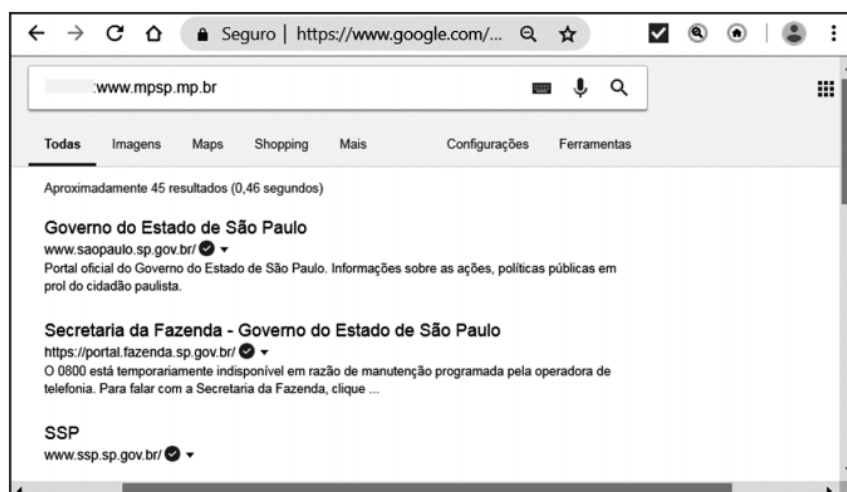 Seguro | https://www.google.com/...
:www.mpsp.mp.br
Todas Imagens Maps Shopping Mais Configurações Ferramentas
Aproximadamente 45 resultados (0,46 segundos)
Governo do Estado de São Paulo
www.saopaulo.sp.gov.br/
Portal oficial do Governo do Estado de São Paulo. Informações sobre as ações, políticas públicas em
prol do cidadão paulista.
Secretaria da Fazenda - Governo do Estado de São Paulo
https://portal.fazenda.sp.gov.br/
O 0800 está temporariamente indisponível em razão de manutenção programada pela operadora de
telefonia. Para falar com a Secretaria da Fazenda, clique ...
SSP
www.ssp.sp.gov.br/